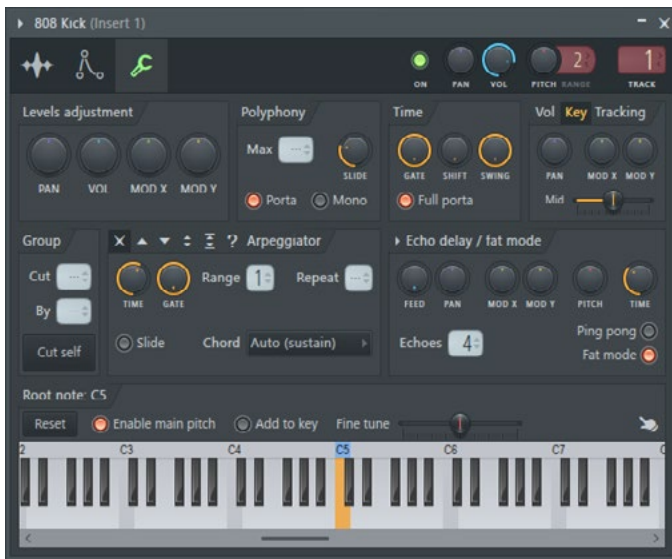 808 Kick (Insert 1)
ON PAN VOL PITCH RANGE 2 1 TRACK
Levels adjustment
PAN VOL MOD X MOD Y
Polyphony
Max ---
SLIDE
Porta Mono
Time
GATE SHIFT SWING
Full porta
Vol Key Tracking
PAN MOD X MOD Y
Mid
Group
Cut ---
By --
Cut self
? Arpeggiator
TIME GATE Range 1 Repeat ---
Slide Chord Auto (sustain)
Echo delay / fat mode
FEED PAN MOD X MOD Y PITCH TIME
Echoes 4 Ping pong
Fat mode
Root note: C5
Reset Enable main pitch Add to key Fine tune
2 C3 C4 C5 C6 C7